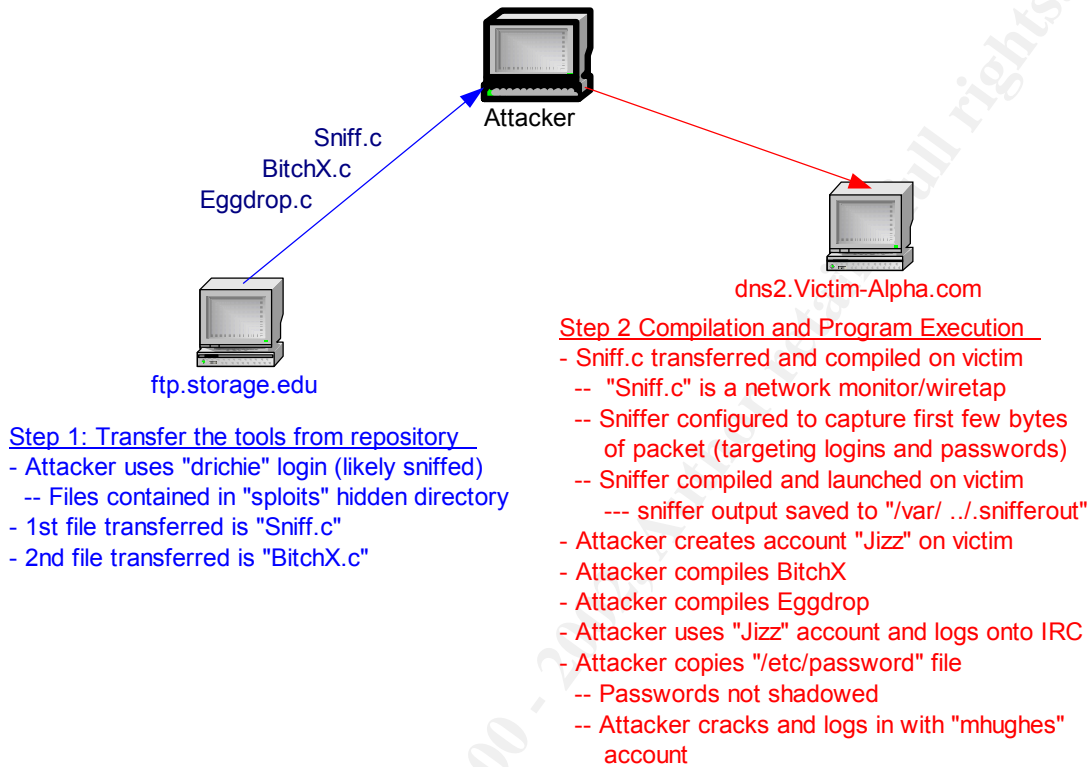 Attacker
Sniff.c
BitchX.c
Eggdrop.c
ftp.storage.edu
Step 1: Transfer the tools from repository
- Attacker uses "drichie" login (likely sniffed)
-- Files contained in "sploits" hidden directory
- 1st file transferred is "Sniff.c"
- 2nd file transferred is "BitchX.c"
dns2.Victim-Alpha.com
Step 2 Compilation and Program Execution
- Sniff.c transferred and compiled on victim
-- "Sniff.c" is a network monitor/wiretap
-- Sniffer configured to capture first few bytes
of packet (targeting logins and passwords)
-- Sniffer compiled and launched on victim
--- sniffer output saved to "/var/ ../.snifferout"
- Attacker creates account "Jizz" on victim
- Attacker compiles BitchX
- Attacker compiles Eggdrop
- Attacker uses "Jizz" account and logs onto IRC
- Attacker copies "/etc/password" file
-- Passwords not shadowed
-- Attacker cracks and logs in with "mhughes"
account